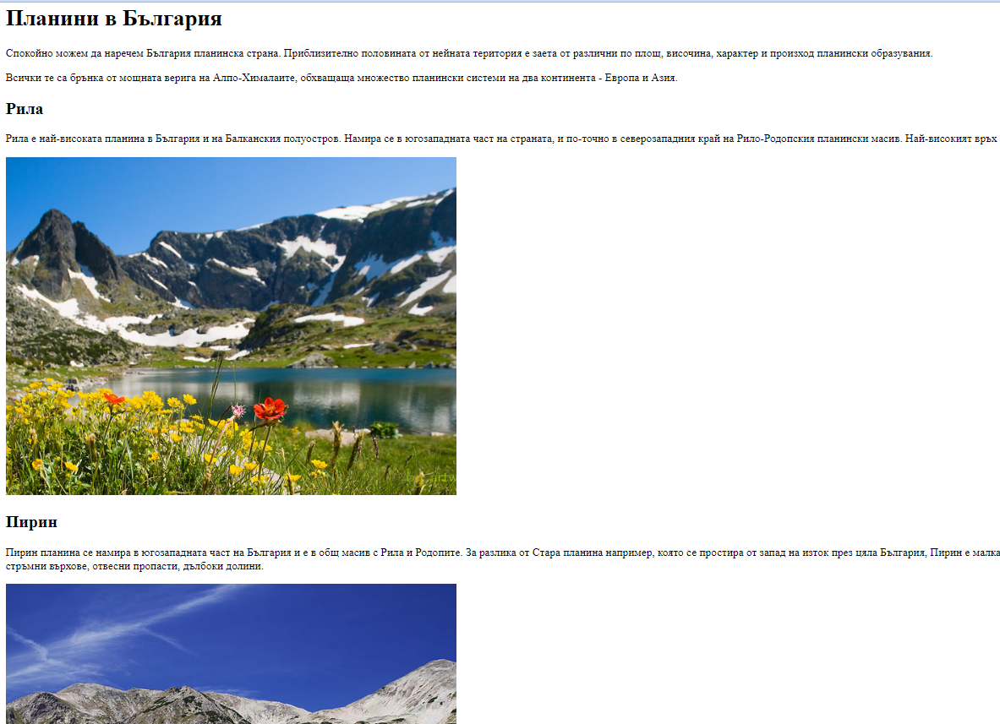 Планини в България
Спокойно можем да наречем България планинска страна. Приблизително половината от нейната територия е заета от различни по площ, височина, характер и произход планински образувания.
Всички те са брънка от мощната верига на Алпо-Хималаите, обхващаща множество планински системи на два континента - Европа и Азия.
Рила
Рила е най-високата планина в България и на Балканския полуостров. Намира се в югозападната част на страната, и по-точно в северозападния край на Рило-Родопския планински масив. Най-високият връх
Пирин
Пирин планина се намира в югозападната част на България и е в общ масив с Рила и Родопите. За разлика от Стара планина например, която се простира от запад на изток през цяла България, Пирин е малка
стръмни върхове, отвесни пропасти, дълбоки долини.